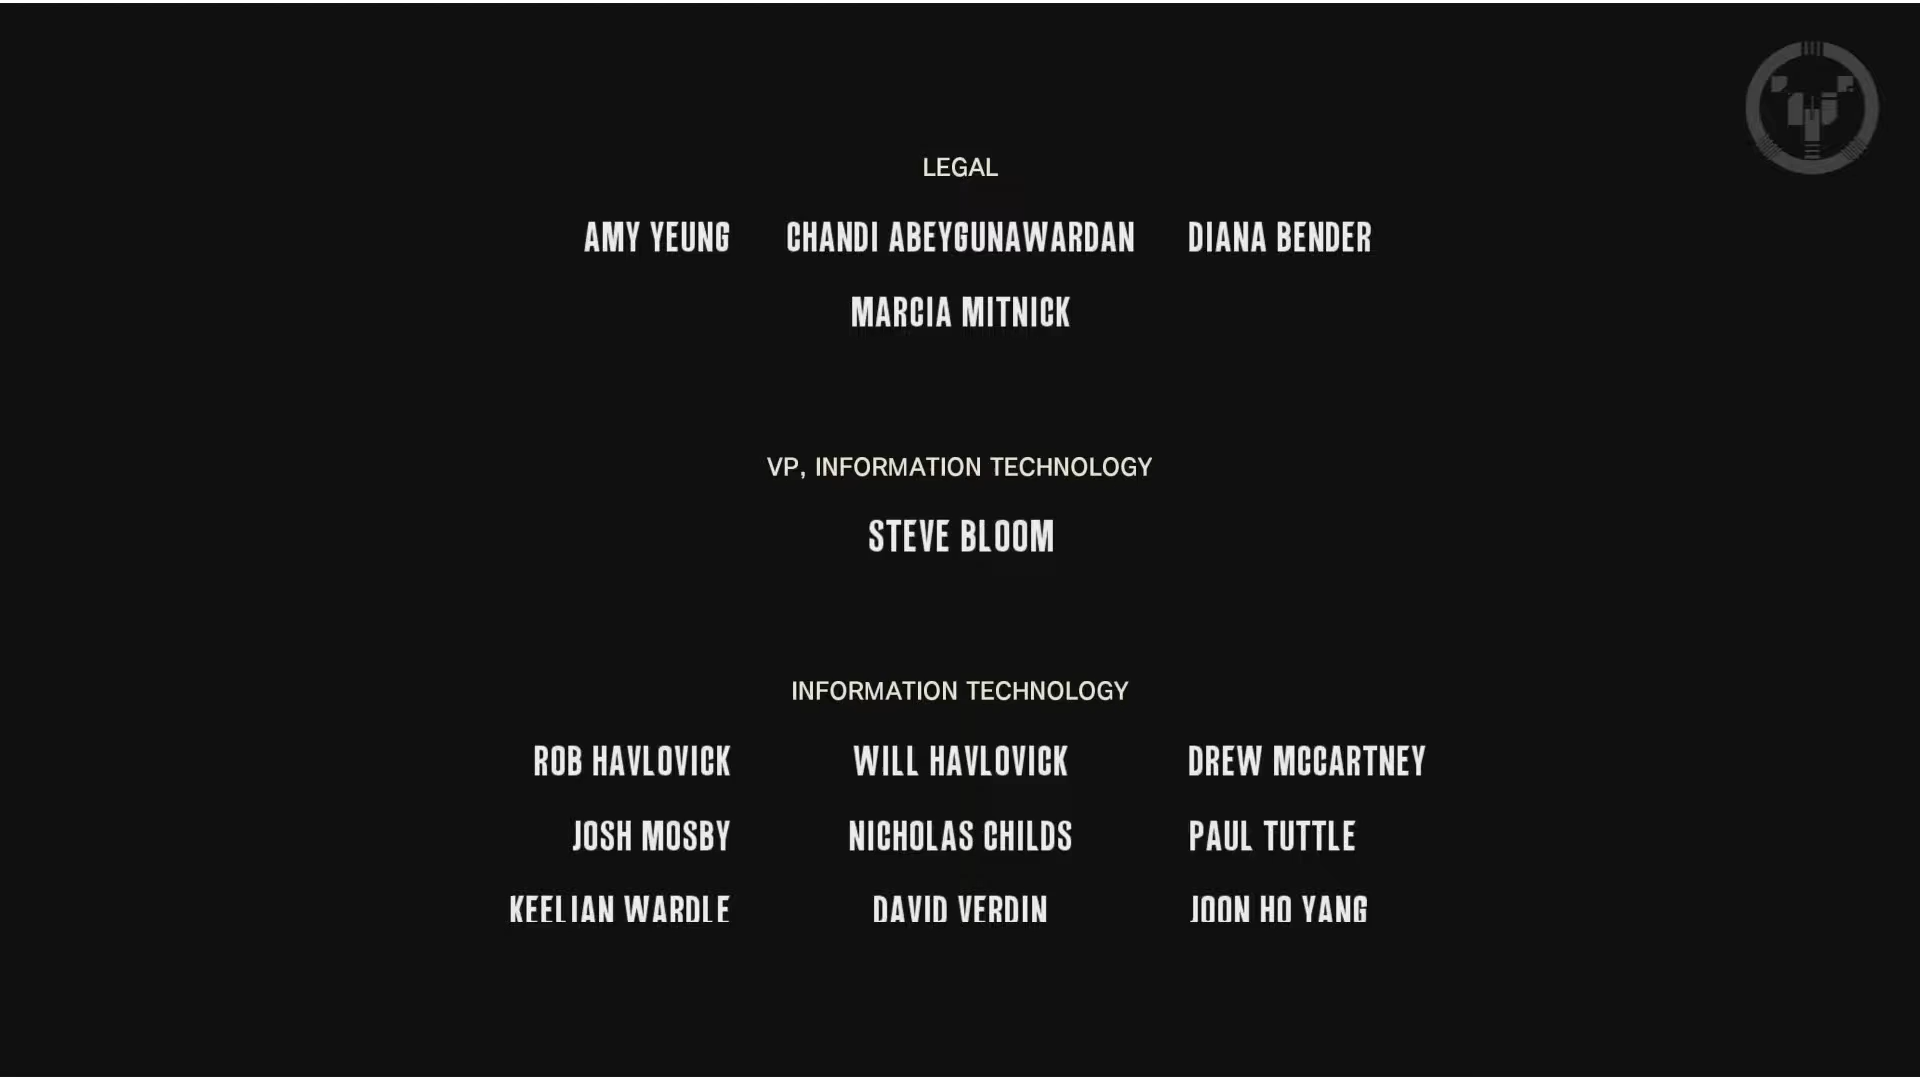 LEGAL
AMY YEUNG CHANDI ABEYGUNAWARDAN DIANA BENDER
MARCIA MITNICK
VP, INFORMATION TECHNOLOGY
STEVE BLOOM
INFORMATION TECHNOLOGY
ROB HAVLOVICK WILL HAVLOVICK DREW MCCARTNEY
JOSH MOSBY NICHOLAS CHILDS PAUL TUTTLE
KEELIAN WARDLE DAVID VERDIN JOON HO YANG